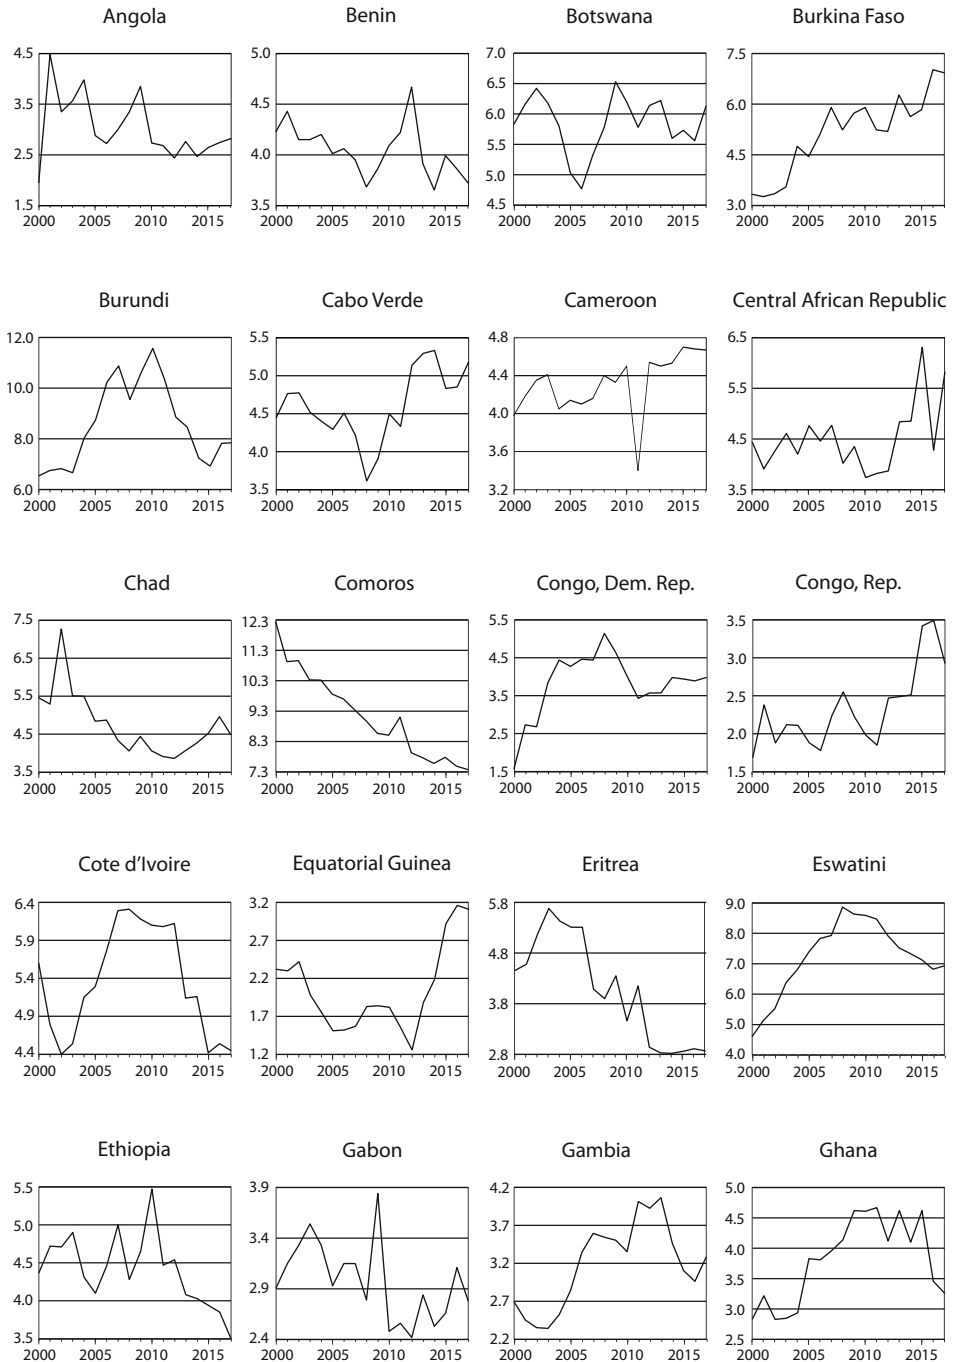 Angola Benin Botswana Burkina Faso
4.5 5.0 7.0 7.5
6.5
3.5 4.5 6.0 6.0
5.5
2.5 4.0 5.0 4.5
1.5 3.5 4.5 3.0
2000 2005 2010 2015 2000 2005 2010 2015 2000 2005 2010 2015 2000 2005 2010 2015
Burundi Cabo Verde Cameroon Central African Republic
12.0 5.5 4.8 6.5
10.0 5.0 4.4 5.5
4.5 4.0
8.0 4.0 3.6 4.5
6.0 3.5 3.2 3.5
2000 2005 2010 2015 2000 2005 2010 2015 2000 2005 2010 2015 2000 2005 2010 2015
Chad Comoros Congo, Dem. Rep. Congo, Rep.
7.5 12.3 5.5 3.5
6.5 11.3 4.5 3.0
5.5 10.3 3.5 2.5
4.5 9.3 2.5 2.0
8.3
3.5 7.3 1.5 1.5
2000 2005 2010 2015 2000 2005 2010 2015 2000 2005 2010 2015 2000 2005 2010 2015
Cote d’Ivoire Equatorial Guinea Eritrea Eswatini
6.4 3.2 5.8 9.0
5.9 2.7 4.8 8.0
5.4 2.2 7.0
4.9 1.7 3.8 6.0
5.0
4.4 1.2 2.8 4.0
2000 2005 2010 2015 2000 2005 2010 2015 2000 2005 2010 2015 2000 2005 2010 2015
Ethiopia Gabon Gambia Ghana
5.5 3.9 4.2 5.0
5.0 3.4 3.7 4.5
4.5 3.2 4.0
4.0 2.9 2.7 3.5
3.0
3.5 2.4 2.2 2.5
2000 2005 2010 2015 2000 2005 2010 2015 2000 2005 2010 2015 2000 2005 2010 2015